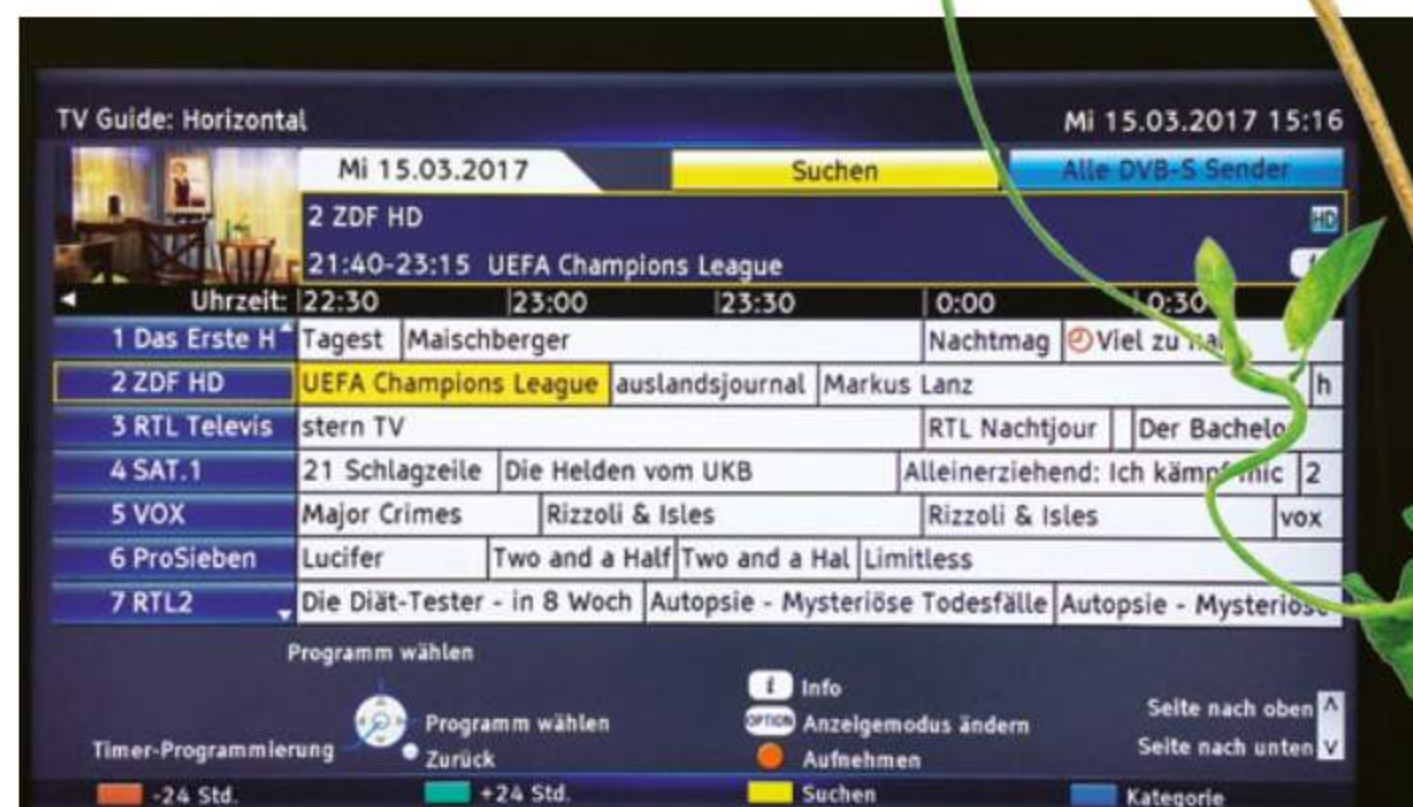 TV Guide: Horizontal Mi 15.03.2017 15:16
Mi 15.03.2017 Suchen Alle DVB-S Sender
2 ZDF HD HD
21:40-23:15 UEFA Champions League
Uhrzeit: 22:30 23:00 23:30 0:00 0:30
1 Das Erste H Tagest Maischberger Nachtmag Viel zu
2 ZDF HD UEFA Champions League auslandsjournal Markus Lanz h
3 RTL Televis stern TV RTL Nachtjour Der Bachelo
4 SAT.1 21 Schlagzeile Die Helden vom UKB Alleinerziehend: Ich 2
5 VOX Major Crimes Rizzoli & Isles Rizzoli & Isles vox
6 ProSieben Lucifer Two and a Half Two and a Hal Limitless
7 RTL2 Die Diät-Tester - in 8 Woch Autopsie - Mysteriöse Todesfälle Autopsie - Mysteriöse
Programm wählen
i Info
Programm wählen OPTION Anzeigemodus ändern Seite nach oben
Timer-Programmierung Zurück Aufnehmen Seite nach unten
-24 Std. +24 Std. Suchen Kategorie